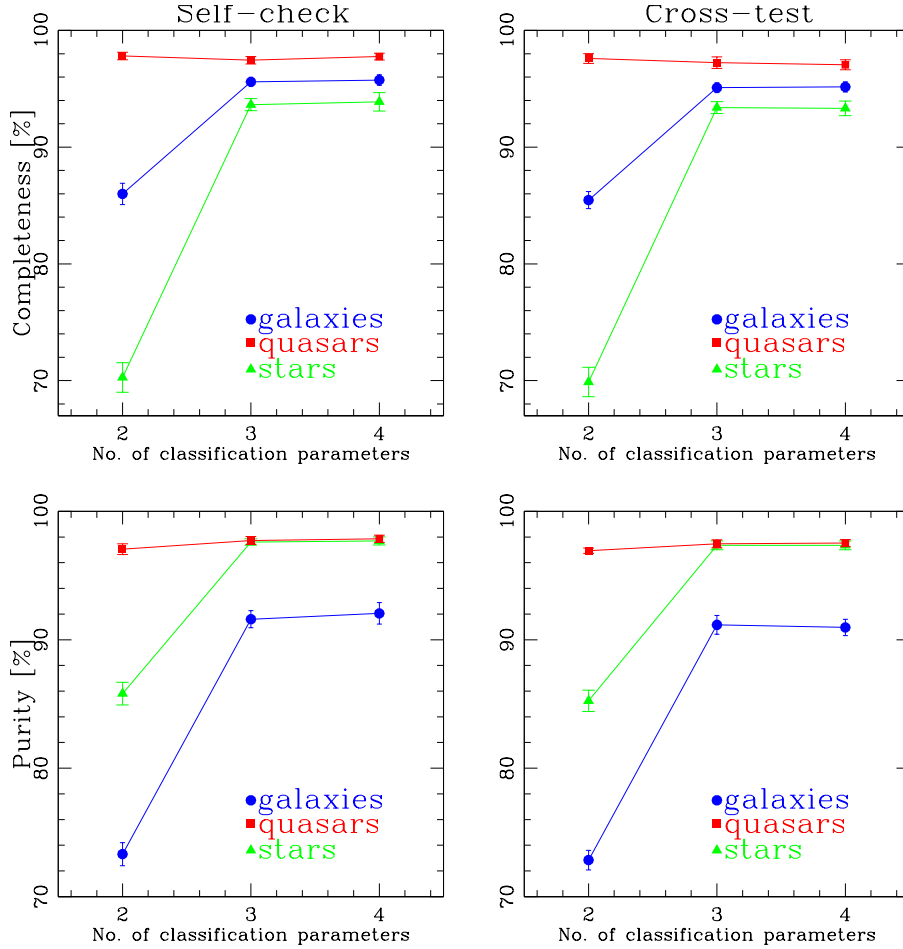 Self-check
Completeness [%]
100
90
80
70
galaxies
quasars
stars
2 3 4
No. of classification parameters
Cross-test
100
90
80
70
galaxies
quasars
stars
2 3 4
No. of classification parameters
Purity [%]
100
90
80
70
galaxies
quasars
stars
2 3 4
No. of classification parameters
100
90
80
70
galaxies
quasars
stars
2 3 4
No. of classification parameters